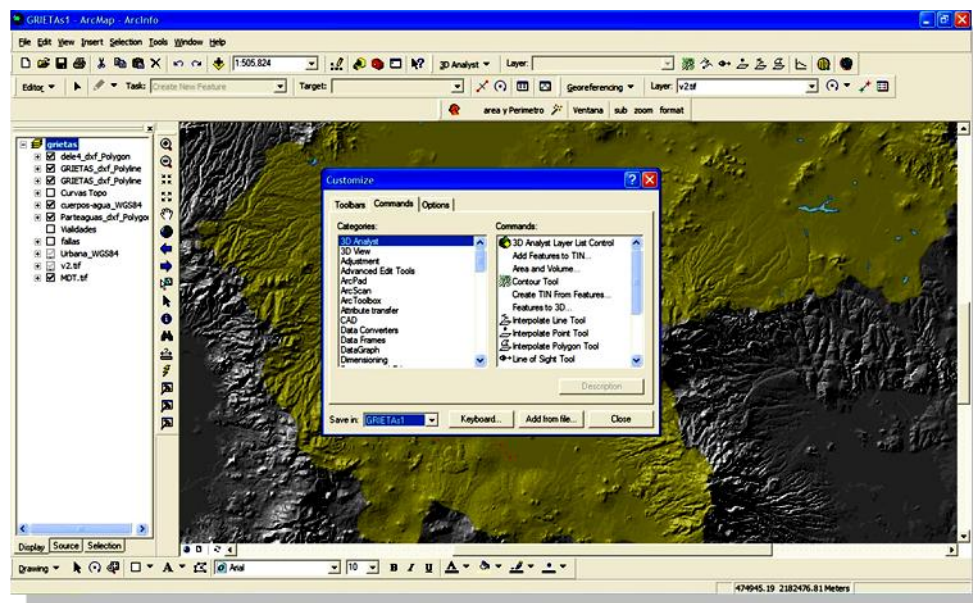 GRIETAs1 - ArcMap - ArcInfo
File Edit View Insert Selection Tools Window Help
1:505.824 3D Analyst Layer:
Editor Task: Create New Feature Target: Georeferencing Layer: v2.tif
area y Perimetro Ventana sub zoom format
grietas
dele4_dxf_Polygon
GRIETAS_dxf_Polyline
GRIETAS_dxf_Polyline
Curvas Topo
cuerpos-agua_WGS84
Parteaguas_dxf_Polygo
Vialidades
fallas
Urbana_WGS84
v2.tif
MDT.tif
Display Source Selection
Customize
Toolbars Commands Options
Categories:
3D Analyst
3D View
Adjustment
Advanced Edit Tools
ArcPad
ArcScan
ArcToolbox
Attribute transfer
CAD
Data Converters
Data Frames
DataGraph
Dimensioning
Commands:
3D Analyst Layer List Control
Add Features to TIN...
Area and Volume...
Contour Tool
Create TIN From Features...
Features to 3D...
Interpolate Line Tool
Interpolate Point Tool
Interpolate Polygon Tool
Line of Sight Tool
Description
Save in: GRIETAs1 Keyboard... Add from file... Close
Drawing A Arial 10 B I U A
474945.19 2182476.81 Meters